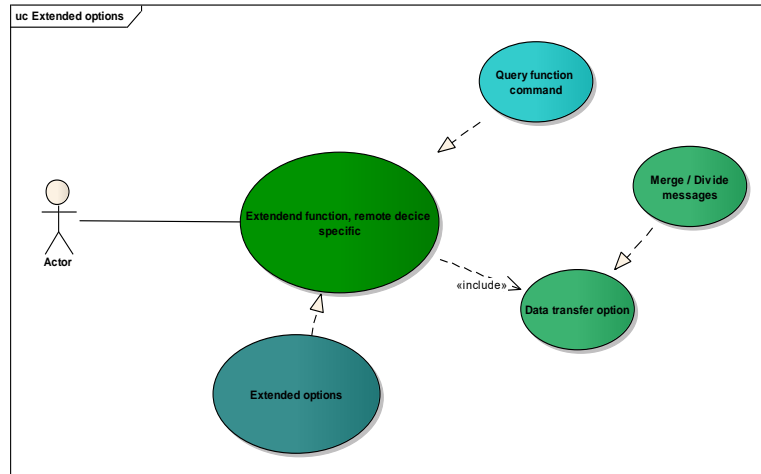 uc Extended options
Query function
command
Merge / Divide
messages
Extendend function, remote decice
specific
Actor
«include»
Data transfer option
Extended options